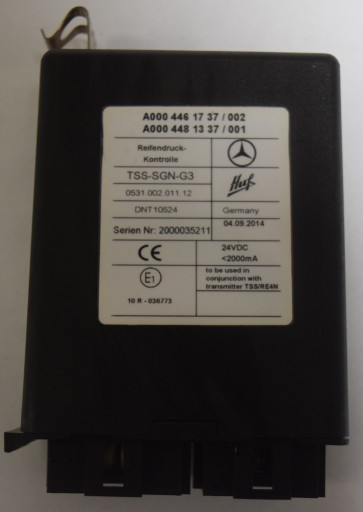 A000 446 17 37 / 002
A000 448 13 37 / 001
Reifendruck-
Kontrolle
TSS-SGN-G3
0531.002.011.12
Huf
DNT10524
Germany
Serien Nr: 2000035211
04.09.2014
CE
24VDC
<2000mA
E1
to be used in
conjunction with
transmitter TSS/RE4N
10 R - 036773